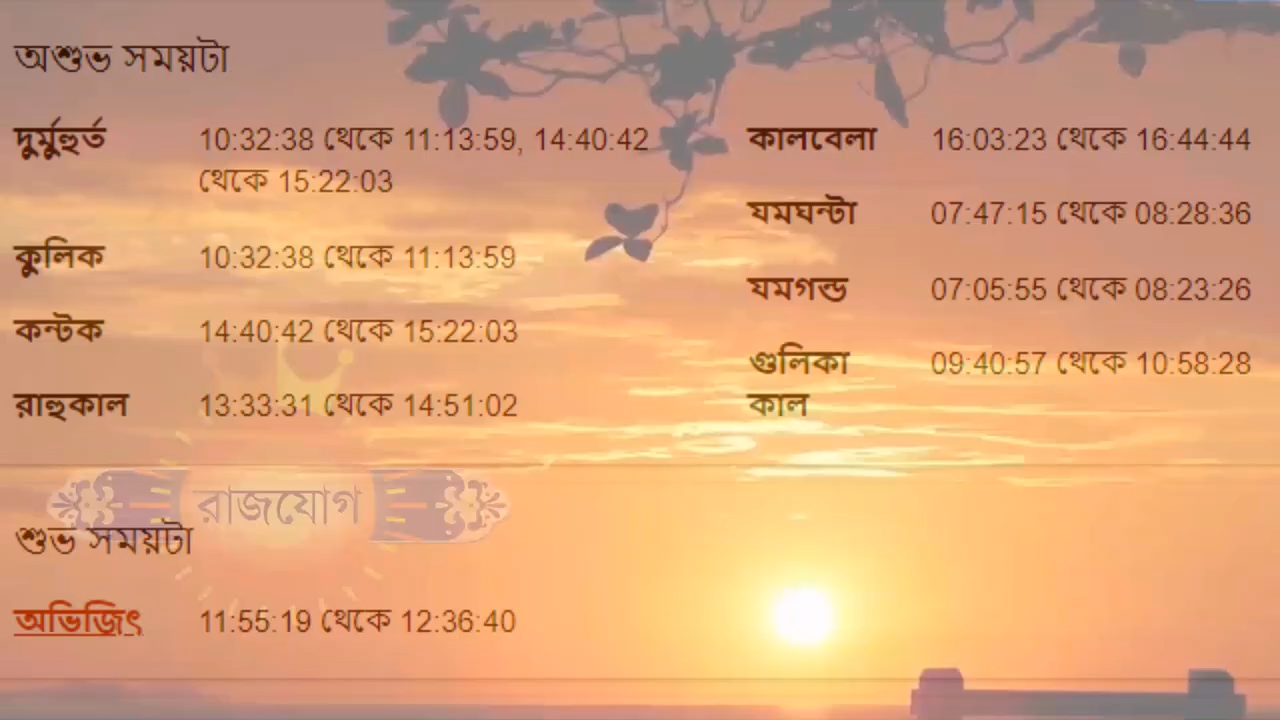 অশুভ সময়টা
দুর্মুহুর্ত 10:32:38 থেকে 11:13:59, 14:40:42
থেকে 15:22:03
কুলিক 10:32:38 থেকে 11:13:59
কন্টক 14:40:42 থেকে 15:22:03
রাহুকাল 13:33:31 থেকে 14:51:02
কালবেলা 16:03:23 থেকে 16:44:44
যমঘন্টা 07:47:15 থেকে 08:28:36
যমগন্ড 07:05:55 থেকে 08:23:26
গুলিকা 09:40:57 থেকে 10:58:28
কাল
রাজযোগ
শুভ সময়টা
অভিজিৎ 11:55:19 থেকে 12:36:40